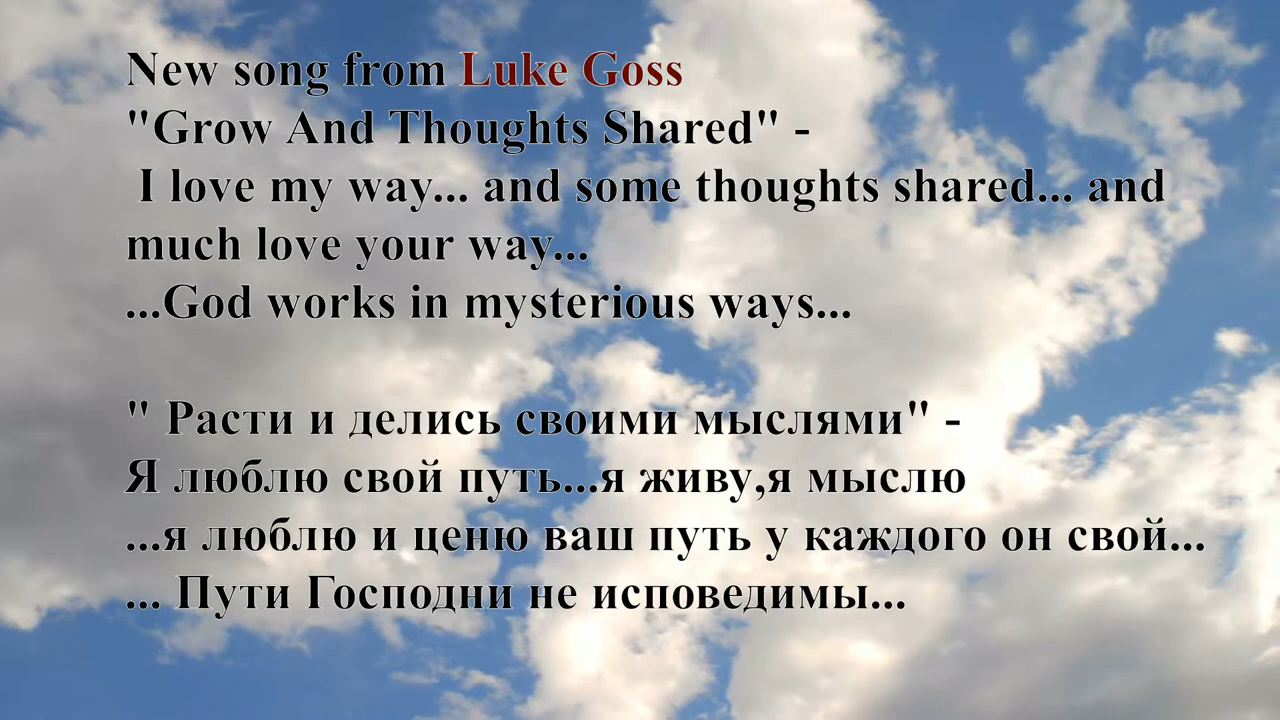 New song from Luke Goss
"Grow And Thoughts Shared" -
I love my way... and some thoughts shared... and
much love your way...
...God works in mysterious ways...
" Расти и делись своими мыслями" -
Я люблю свой путь...я живу,я мыслю
...я люблю и ценю ваш путь у каждого он свой...
... Пути Господни не исповедимы...